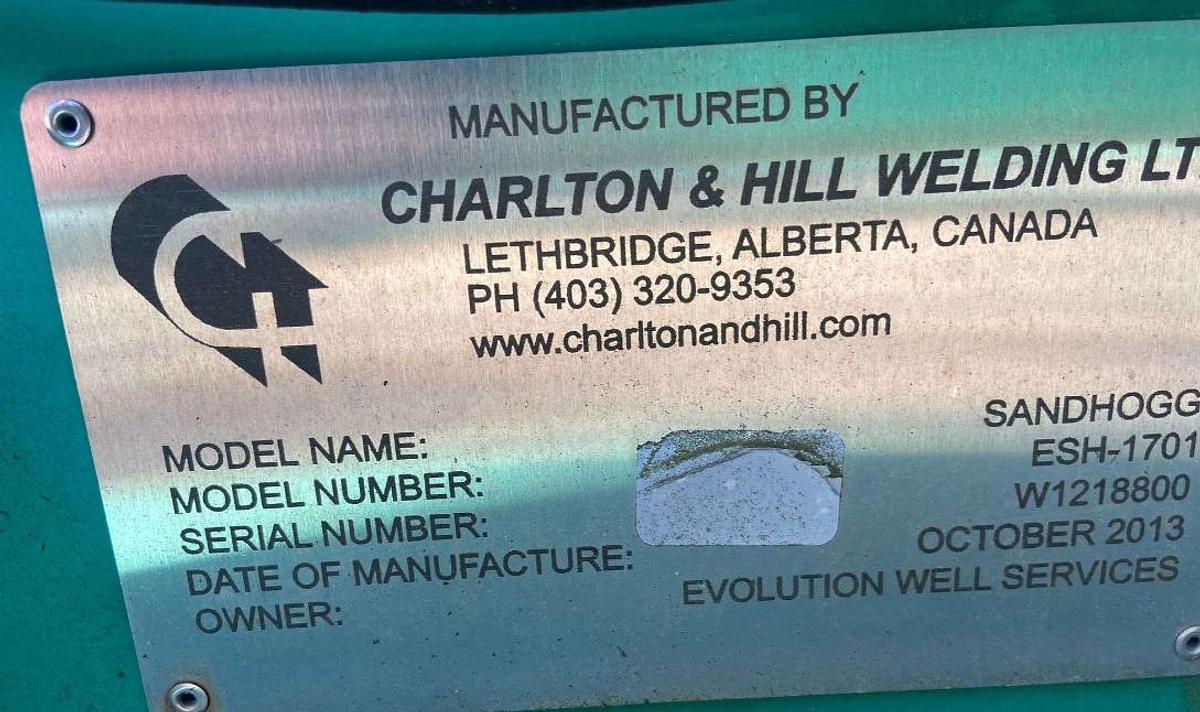 MANUFACTURED BY
CHARLTON & HILL WELDING LT
LETHBRIDGE, ALBERTA, CANADA
PH (403) 320-9353
www.charltonandhill.com
MODEL NAME: SANDHOGG
MODEL NUMBER: ESH-1701
SERIAL NUMBER: W1218800
DATE OF MANUFACTURE: OCTOBER 2013
OWNER: EVOLUTION WELL SERVICES